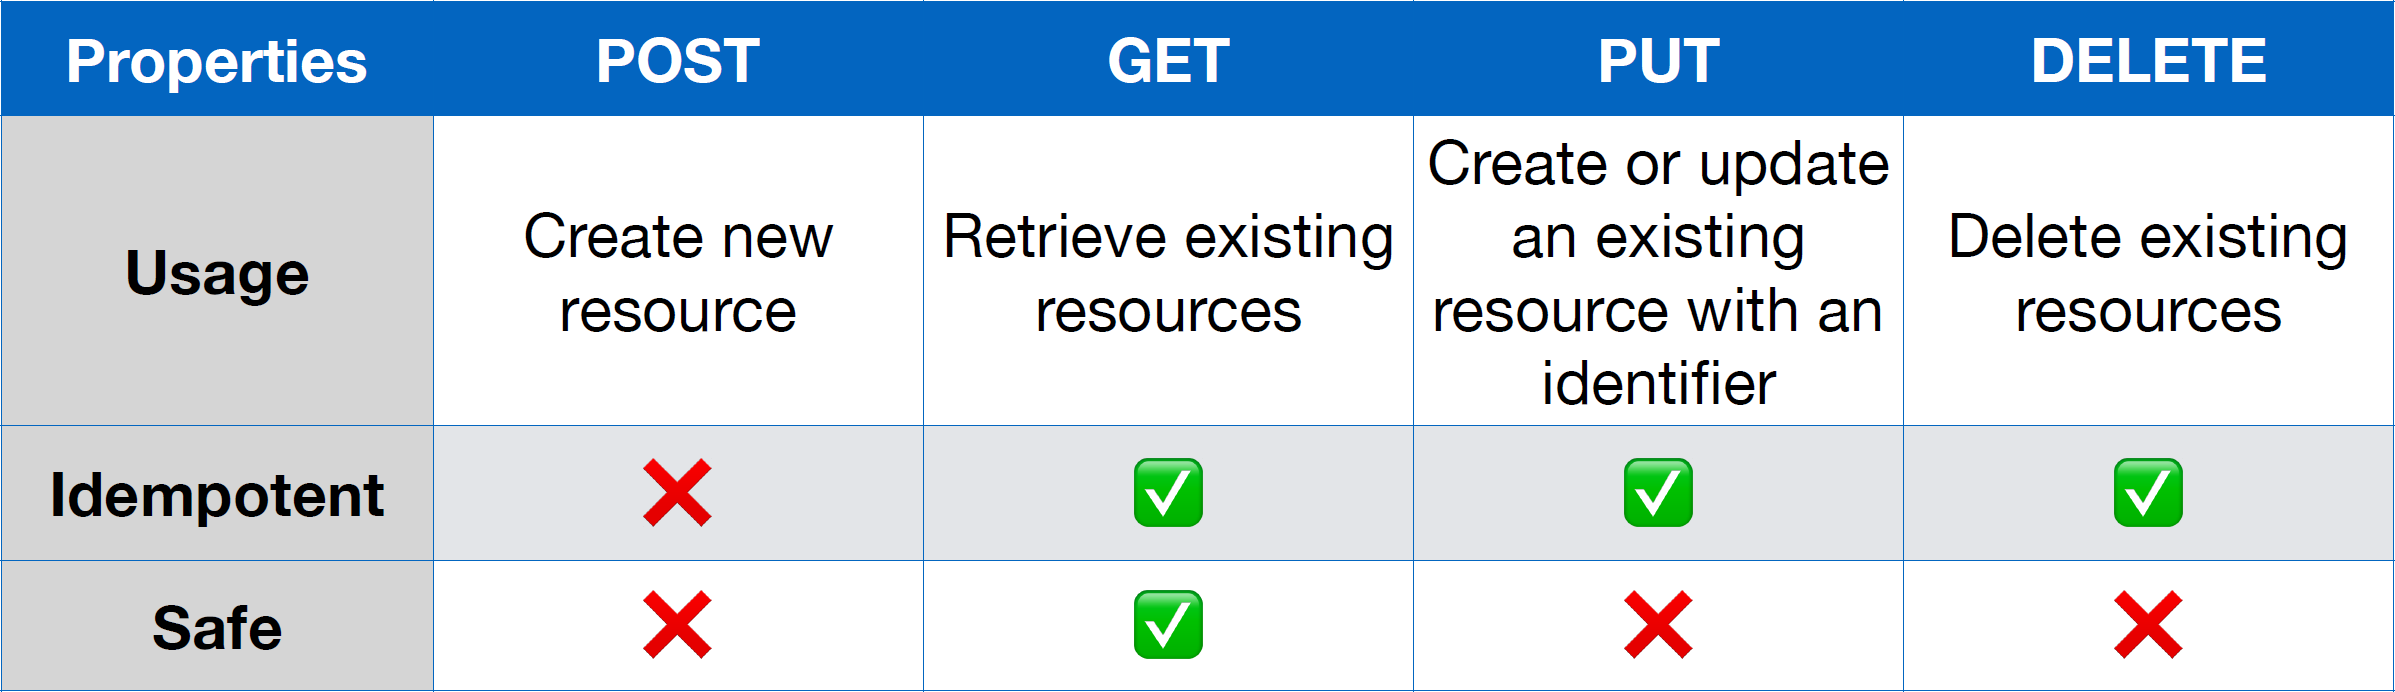 Properties POST GET PUT DELETE
Usage
Create new
resource
Retrieve existing
resources
Create or update
an existing
resource with an
identifier
Delete existing
resources
Idempotent ❌ ✅ ✅ ✅
Safe ❌ ✅ ❌ ❌